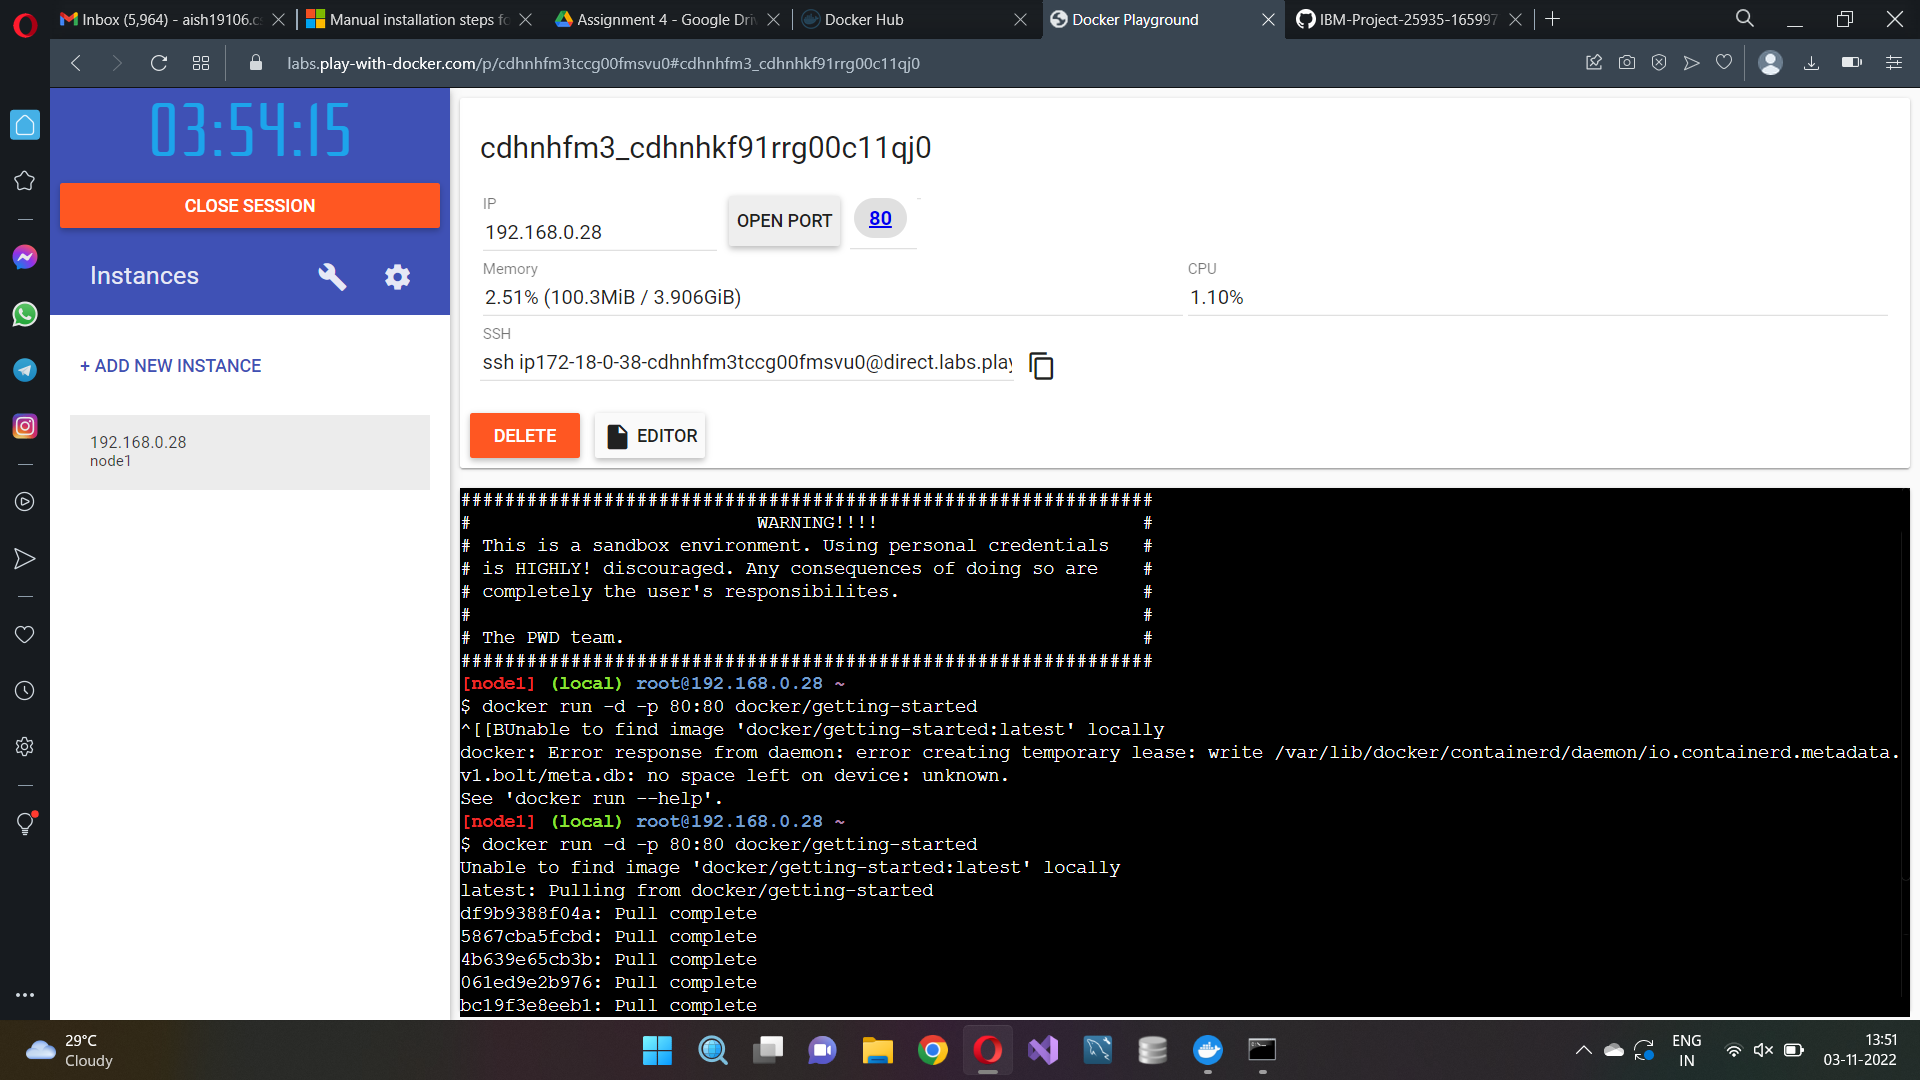 Inbox (5,964) - aish19106.cs
Manual installation steps fo
Assignment 4 - Google Driv
Docker Hub
Docker Playground
IBM-Project-25935-165997
labs.play-with-docker.com/p/cdhnhfm3tccg00fmsvu0#cdhnhfm3_cdhnhkf91rrg00c11qj0
03:54:15
CLOSE SESSION
Instances
+ ADD NEW INSTANCE
192.168.0.28
node1
cdhnhfm3_cdhnhkf91rrg00c11qj0
IP
192.168.0.28
OPEN PORT
80
Memory
2.51% (100.3MiB / 3.906GiB)
CPU
1.10%
SSH
ssh ip172-18-0-38-cdhnhfm3tccg00fmsvu0@direct.labs.play
DELETE
EDITOR
###############################################################
# WARNING!!!! #
# This is a sandbox environment. Using personal credentials #
# is HIGHLY! discouraged. Any consequences of doing so are #
# completely the user's responsibilites. #
# #
# The PWD team. #
###############################################################
[node1] (local) root@192.168.0.28 ~
$ docker run -d -p 80:80 docker/getting-started
^[[BUnable to find image 'docker/getting-started:latest' locally
docker: Error response from daemon: error creating temporary lease: write /var/lib/docker/containerd/daemon/io.containerd.metadata.
v1.bolt/meta.db: no space left on device: unknown.
See 'docker run --help'.
[node1] (local) root@192.168.0.28 ~
$ docker run -d -p 80:80 docker/getting-started
Unable to find image 'docker/getting-started:latest' locally
latest: Pulling from docker/getting-started
df9b9388f04a: Pull complete
5867cba5fcbd: Pull complete
4b639e65cb3b: Pull complete
061ed9e2b976: Pull complete
bc19f3e8eeb1: Pull complete
29°C
Cloudy
ENG
IN
13:51
03-11-2022